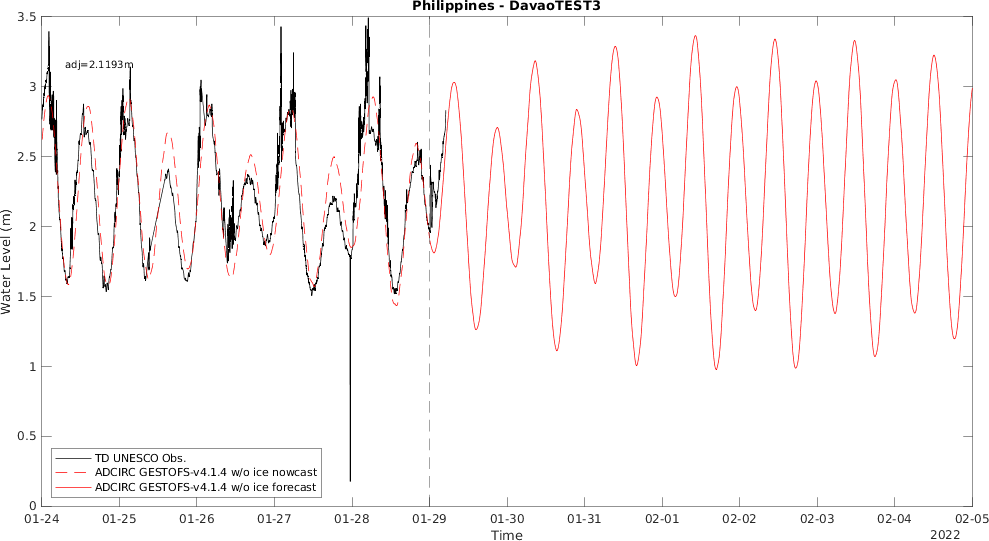 Philippines - DavaoTEST3
adj=2.1193m
3.5
3
2.5
2
1.5
1
0.5
0
Water Level (m)
TD UNESCO Obs.
ADCIRC GESTOFS-v4.1.4 w/o ice nowcast
ADCIRC GESTOFS-v4.1.4 w/o ice forecast
01-24 01-25 01-26 01-27 01-28 01-29 01-30 01-31 02-01 02-02 02-03 02-04 02-05
Time
2022